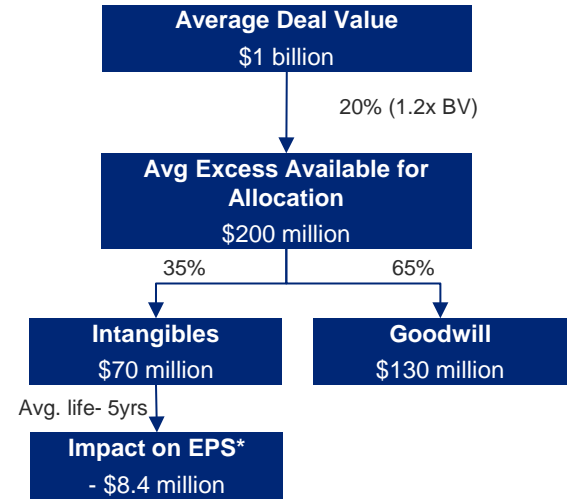 Average Deal Value
$1 billion
20% (1.2x BV)
Avg Excess Available for
Allocation
$200 million
35%
65%
Intangibles
$70 million
Goodwill
$130 million
Avg. life- 5yrs
Impact on EPS*
- $8.4 million